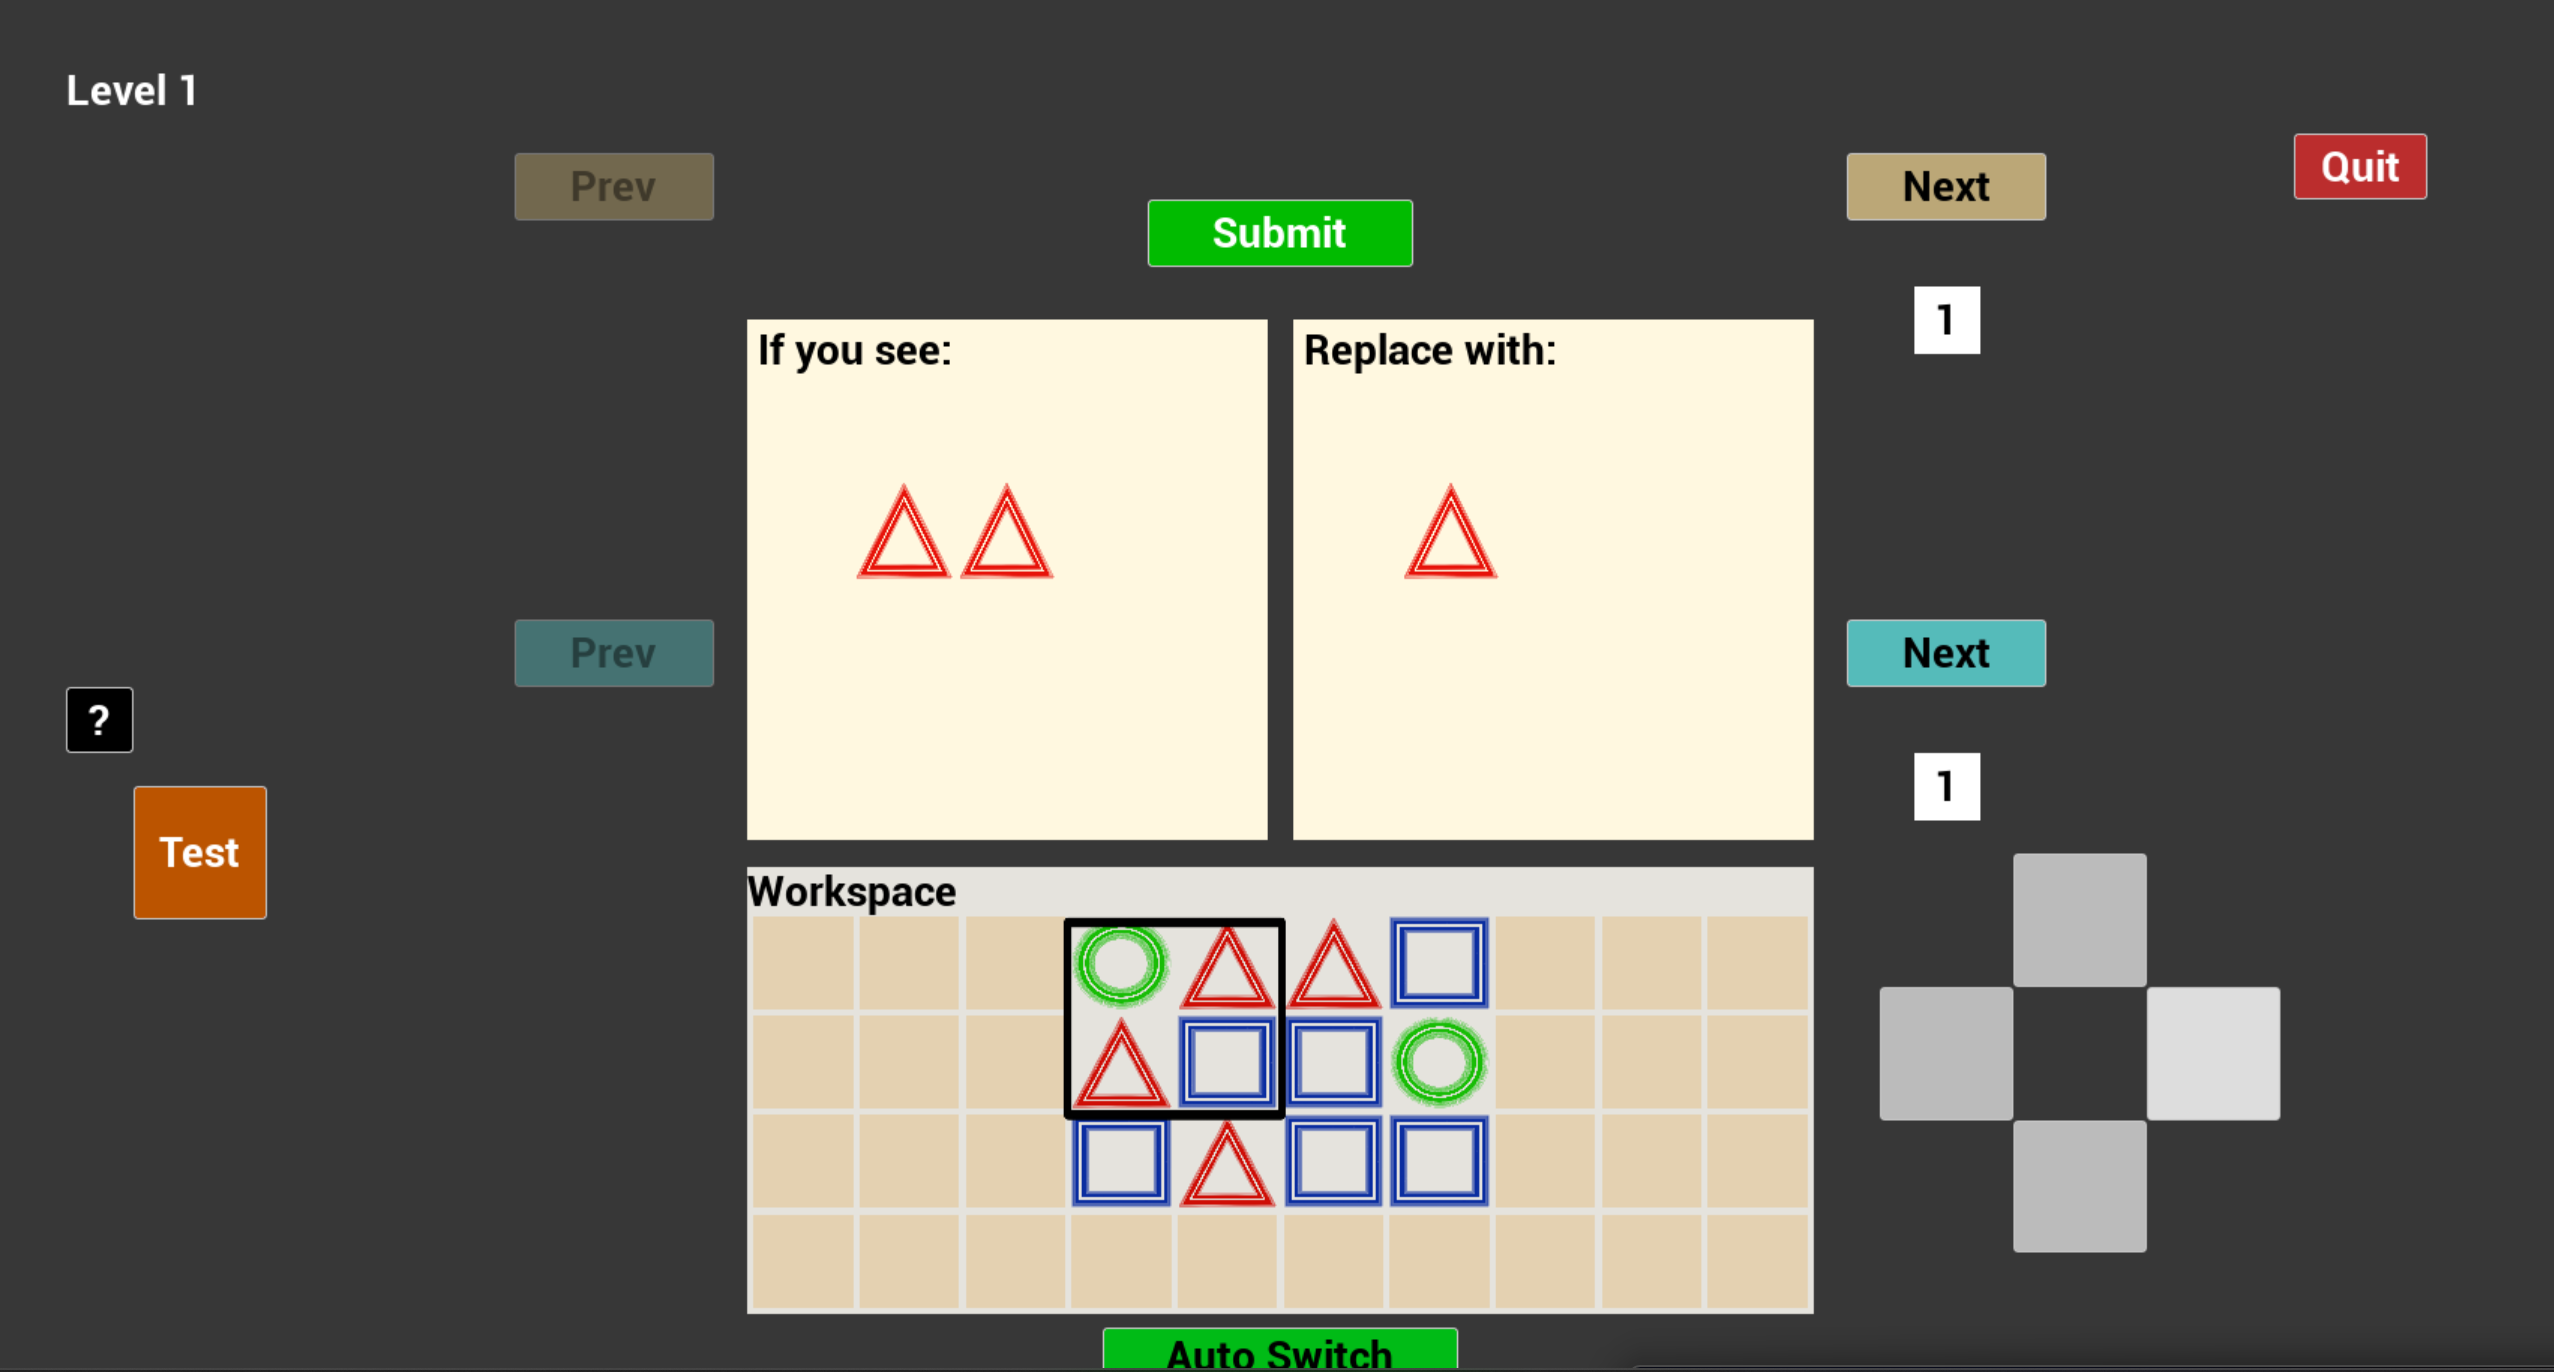 Level 1
Prev
Next
Quit
Submit
1
If you see:
Replace with:
Prev
Next
?
1
Test
Workspace
Auto Switch